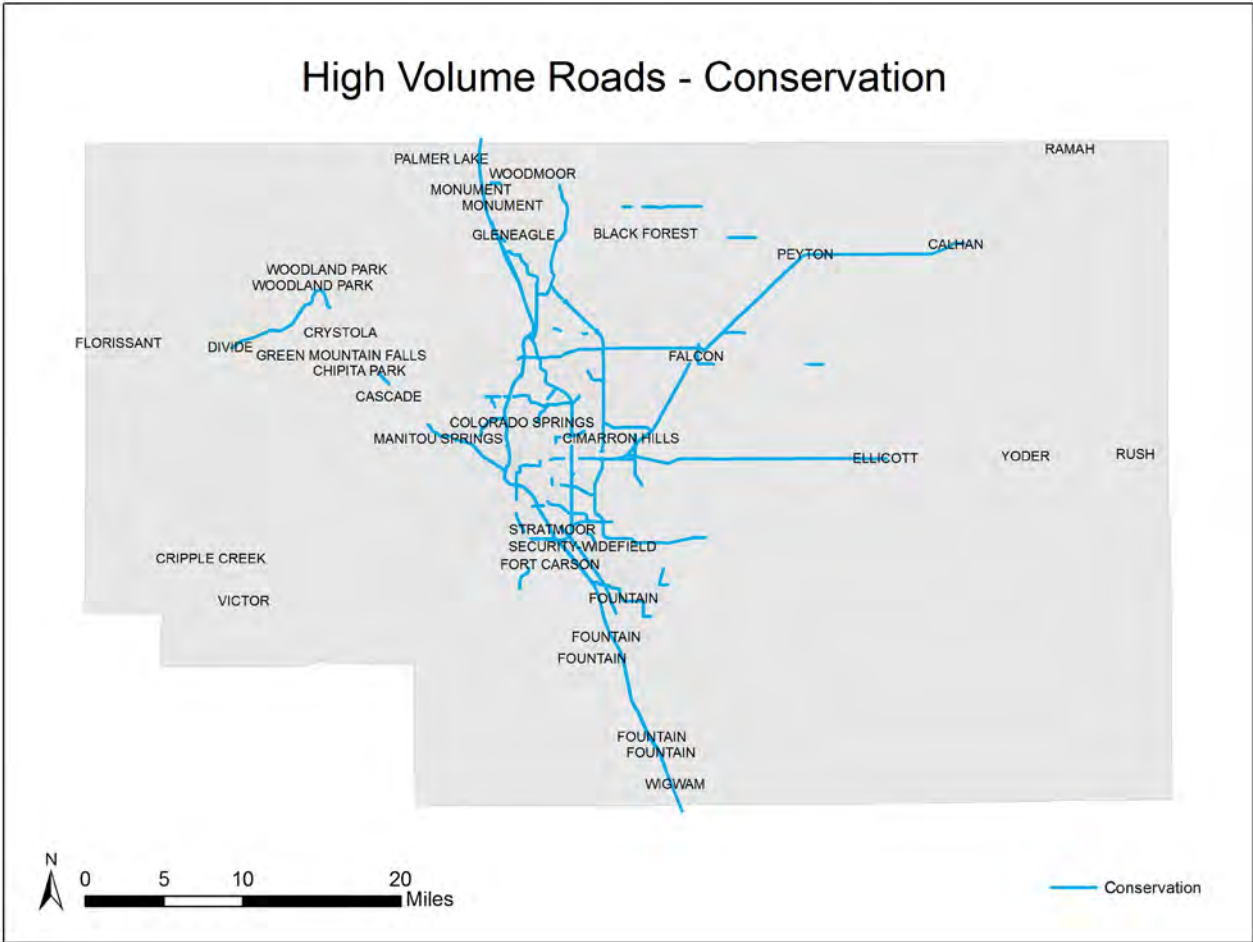 High Volume Roads - Conservation
RAMAH
PALMER LAKE
WOODMOOR
MONUMENT
MONUMENT
GLENEAGLE
BLACK FOREST
CALHAN
PEYTON
WOODLAND PARK
WOODLAND PARK
CRYSTOLA
FLORISSANT
DIVIDE
GREEN MOUNTAIN FALLS
FALCON
CHIPITA PARK
CASCADE
COLORADO SPRINGS
MANITOU SPRINGS
CIMARRON HILLS
ELLICOTT
YODER
RUSH
STRATMOOR
SECURITY-WIDEFIELD
CRIPPLE CREEK
FORT CARSON
VICTOR
FOUNTAIN
FOUNTAIN
FOUNTAIN
FOUNTAIN
FOUNTAIN
WIGWAM
N
0 5 10 20
Miles
Conservation